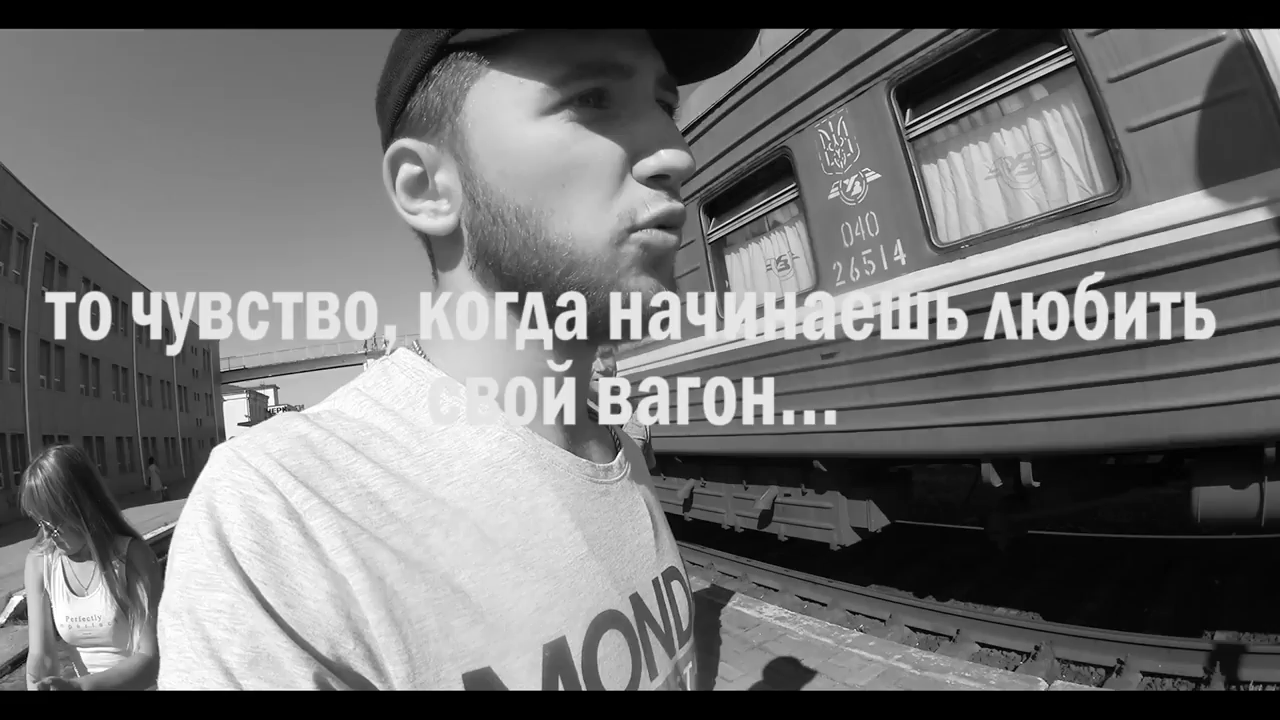 040
26514
то чувство, когда начинаешь любить
свой вагон...
Perfectly
MOND